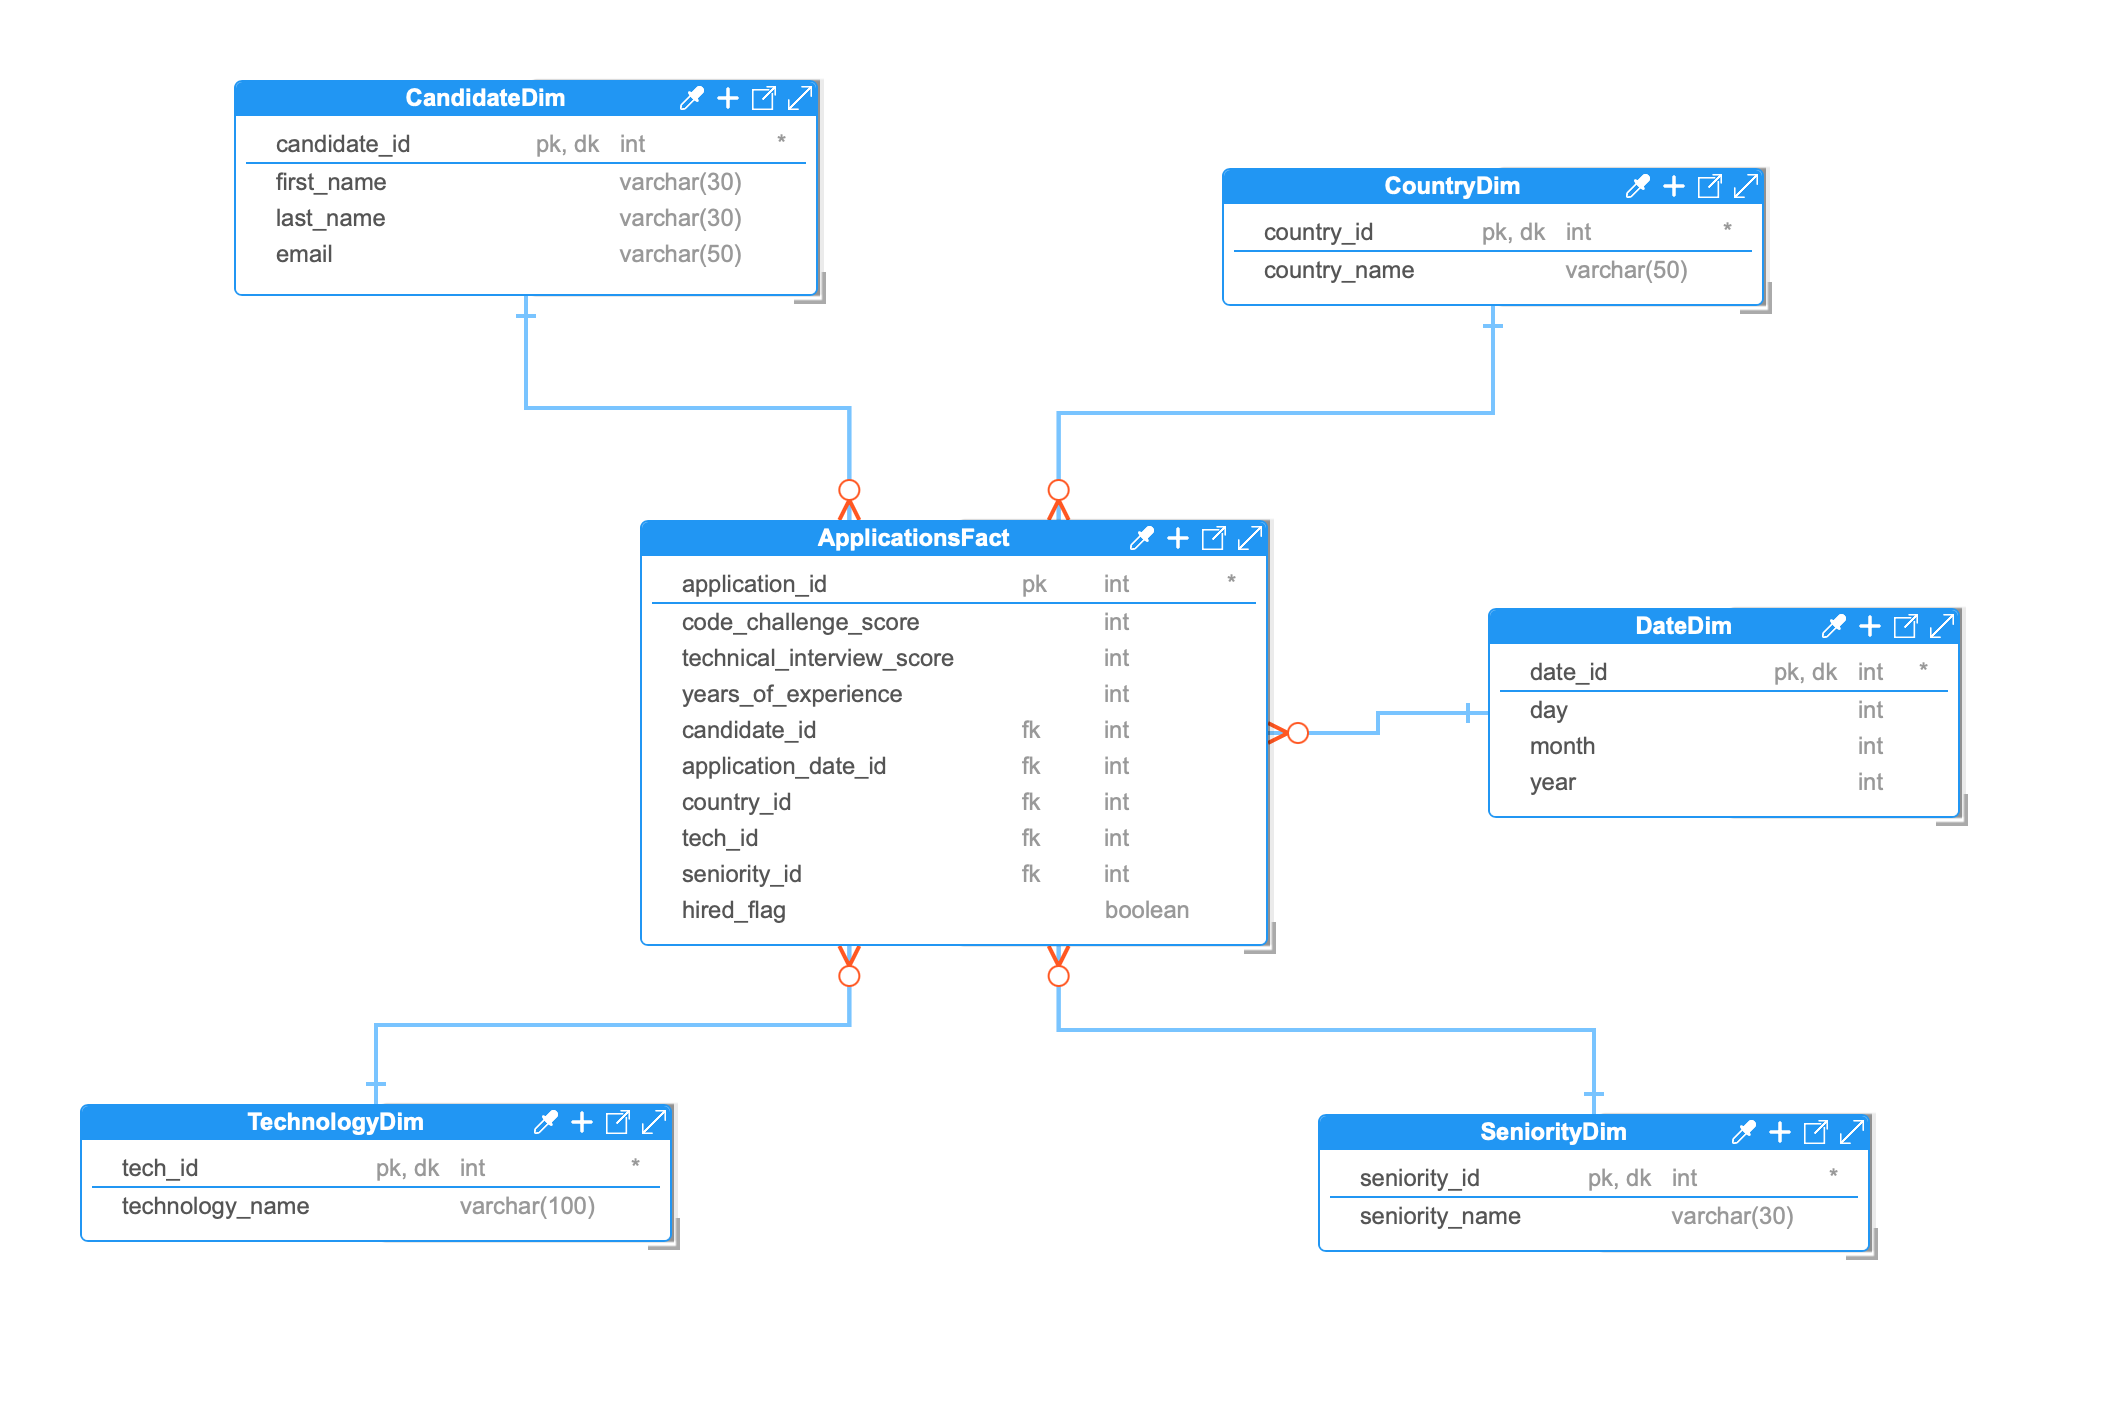 CandidateDim
candidate_id pk, dk int *
first_name varchar(30)
last_name varchar(30)
email varchar(50)
CountryDim
country_id pk, dk int *
country_name varchar(50)
ApplicationsFact
application_id pk int *
code_challenge_score int
technical_interview_score int
years_of_experience int
candidate_id fk int
application_date_id fk int
country_id fk int
tech_id fk int
seniority_id fk int
hired_flag boolean
DateDim
date_id pk, dk int *
day int
month int
year int
TechnologyDim
tech_id pk, dk int *
technology_name varchar(100)
SeniorityDim
seniority_id pk, dk int *
seniority_name varchar(30)